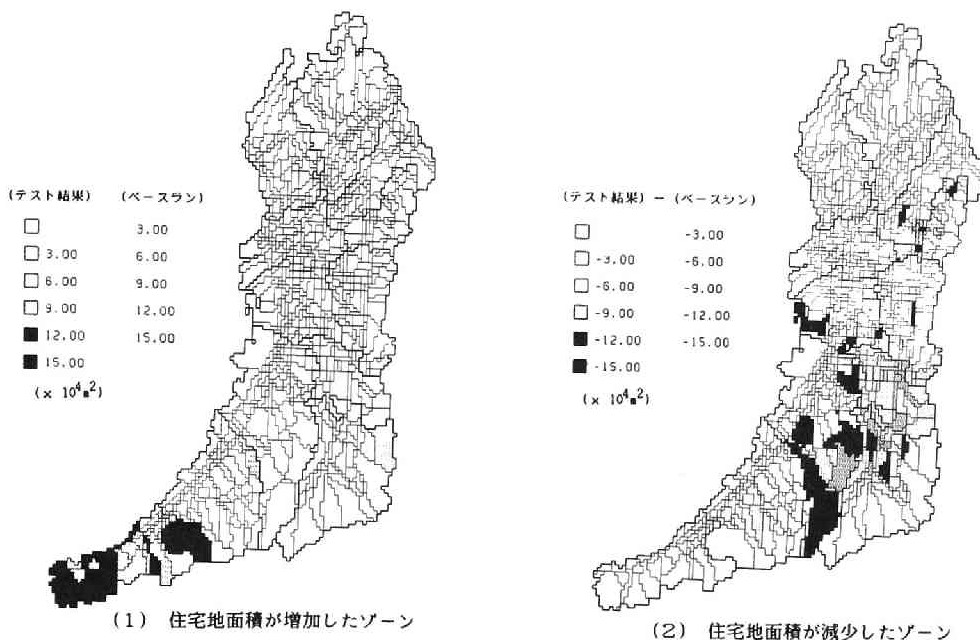 (テスト結果) (ベースラン)
3.00
3.00 6.00
6.00 9.00
9.00 12.00
12.00 15.00
15.00
(× 10⁴m²)
(1) 住宅地面積が増加したゾーン
(テスト結果) − (ベースラン)
-3.00
-3.00 -6.00
-6.00 -9.00
-9.00 -12.00
-12.00 -15.00
-15.00
(× 10⁴m²)
(2) 住宅地面積が減少したゾーン